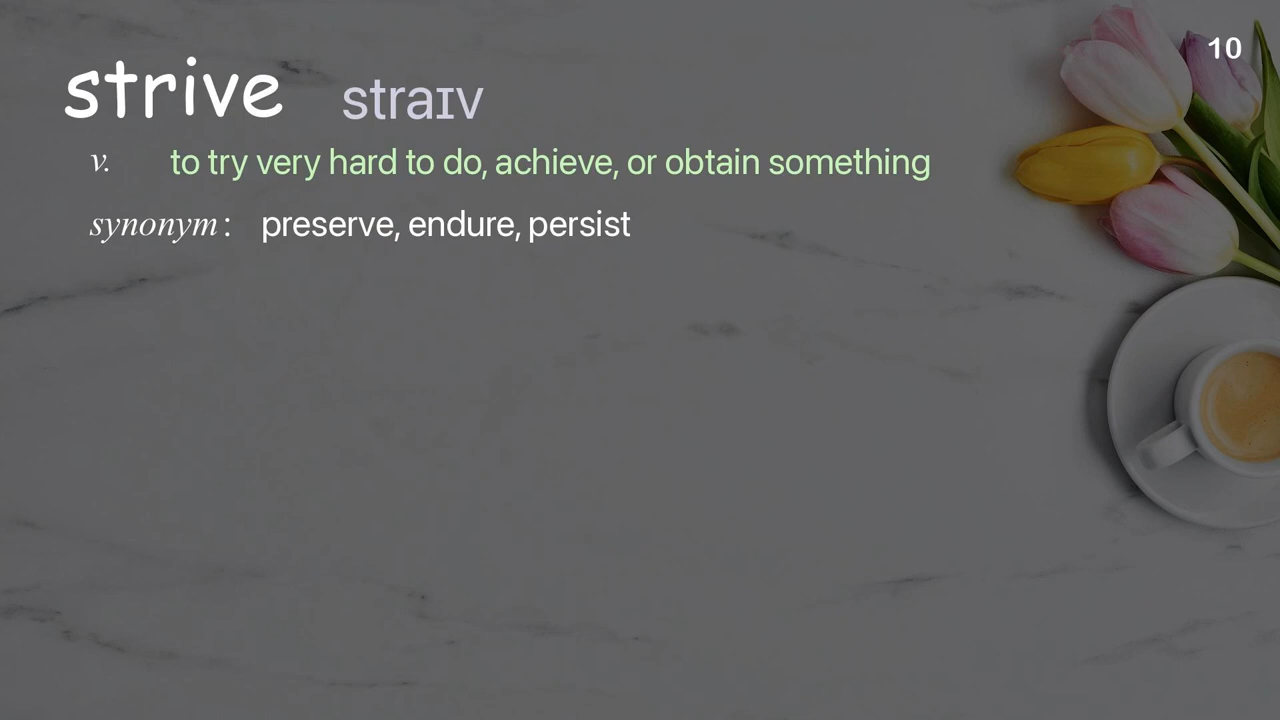 10
strive straɪv
v. to try very hard to do, achieve, or obtain something
synonym: preserve, endure, persist